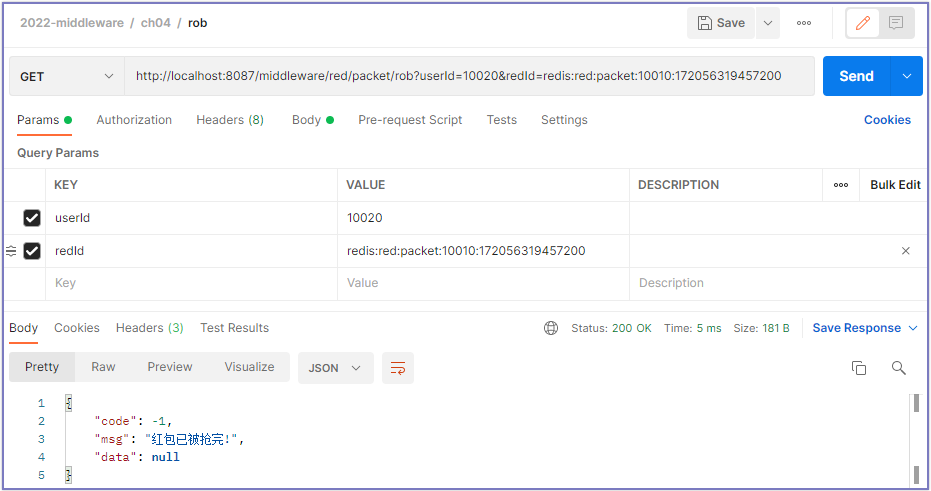 2022-middleware / ch04 / rob Save
GET http://localhost:8087/middleware/red/packet/rob?userId=10020&redId=redis:red:packet:10010:172056319457200 Send
Params Authorization Headers (8) Body Pre-request Script Tests Settings Cookies
Query Params
KEY VALUE DESCRIPTION Bulk Edit
userId 10020
redId redis:red:packet:10010:172056319457200
Key Value Description
Body Cookies Headers (3) Test Results Status: 200 OK Time: 5 ms Size: 181 B Save Response
Pretty Raw Preview Visualize JSON
1 {
2 "code": -1,
3 "msg": "红包已被抢完!",
4 "data": null
5 }